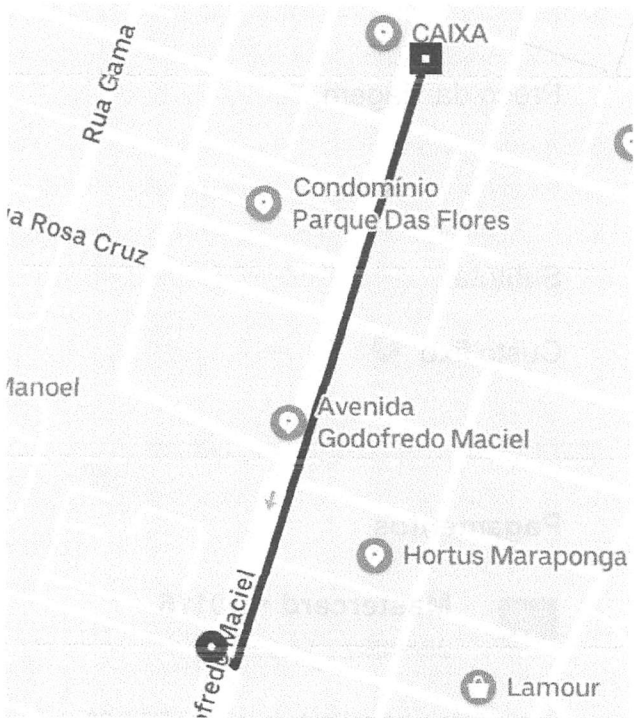 CAIXA
Rua Gama
Condomínio
Parque Das Flores
Rosa Cruz
Manoel
Avenida
Godofredo Maciel
Hortus Maraponga
Maciel
Lamour